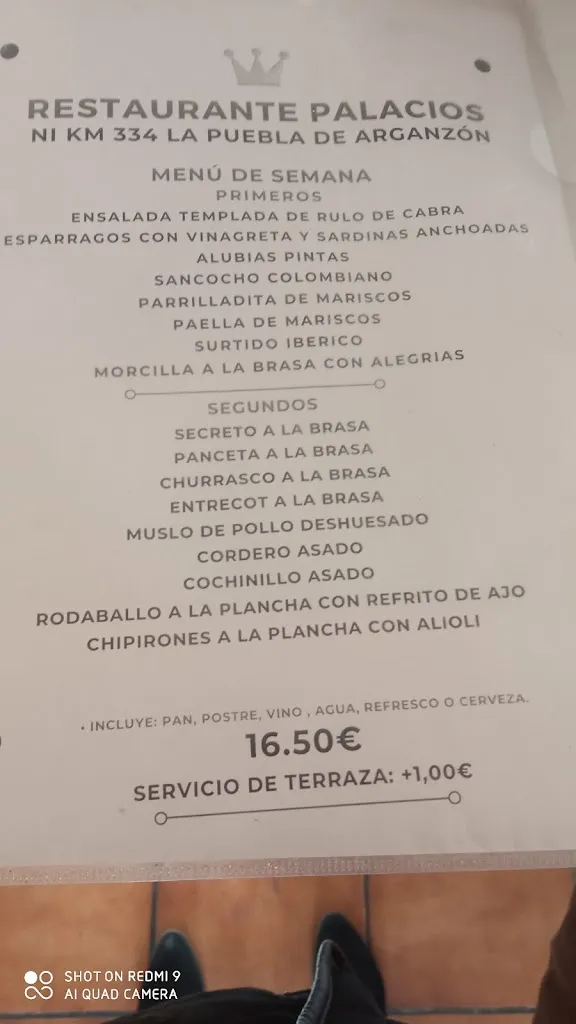 RESTAURANTE PALACIOS
NI KM 334 LA PUEBLA DE ARGANZÓN
MENÚ DE SEMANA
PRIMEROS
ENSALADA TEMPLADA DE RULO DE CABRA
ESPARRAGOS CON VINAGRETA Y SARDINAS ANCHOADAS
ALUBIAS PINTAS
SANCOCHO COLOMBIANO
PARRILLADITA DE MARISCOS
PAELLA DE MARISCOS
SURTIDO IBERICO
MORCILLA A LA BRASA CON ALEGRIAS
SEGUNDOS
SECRETO A LA BRASA
PANCETA A LA BRASA
CHURRASCO A LA BRASA
ENTRECOT A LA BRASA
MUSLO DE POLLO DESHUESADO
CORDERO ASADO
COCHINILLO ASADO
RODABALLO A LA PLANCHA CON REFRITO DE AJO
CHIPIRONES A LA PLANCHA CON ALIOLI
• INCLUYE: PAN, POSTRE, VINO , AGUA, REFRESCO O CERVEZA.
16.50€
SERVICIO DE TERRAZA: +1,00€
SHOT ON REDMI 9
AI QUAD CAMERA